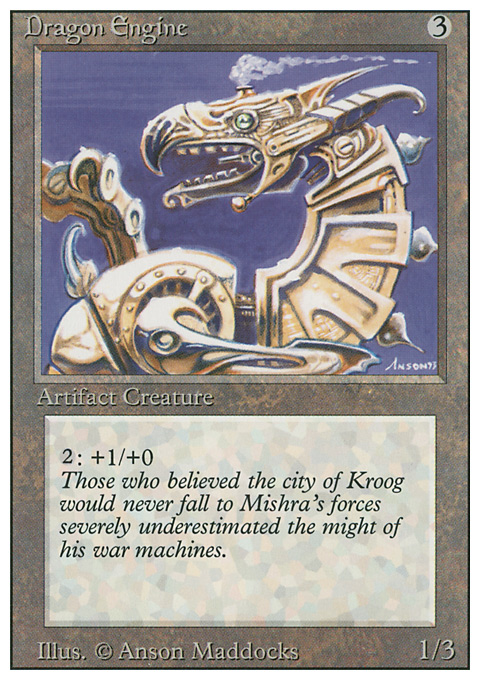 Dragon Engine 3
ANSON93
Artifact Creature
2: +1/+0
Those who believed the city of Kroog
would never fall to Mishra's forces
severely underestimated the might of
his war machines.
Illus. © Anson Maddocks 1/3